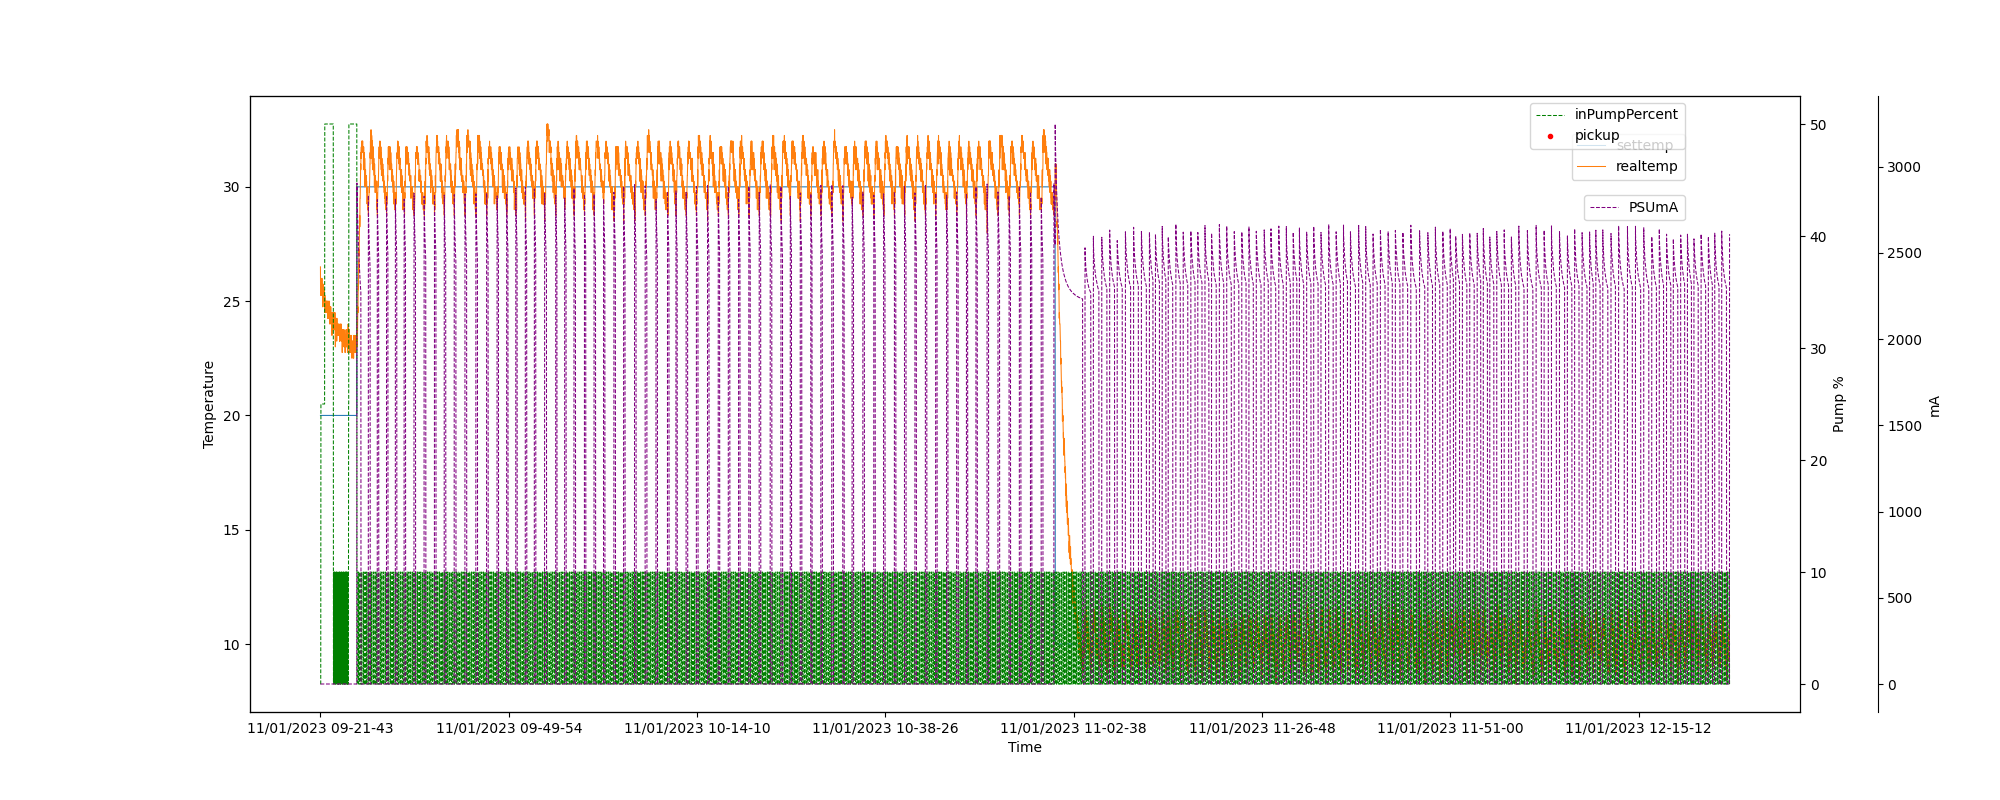 inPumpPercent
pickup
settemp
realtemp
PSUmA
Temperature
30
25
20
15
10
50
40
30
20
10
0
Pump %
3000
2500
2000
1500
1000
500
0
mA
11/01/2023 09-21-43
11/01/2023 09-49-54
11/01/2023 10-14-10
11/01/2023 10-38-26
11/01/2023 11-02-38
11/01/2023 11-26-48
11/01/2023 11-51-00
11/01/2023 12-15-12
Time